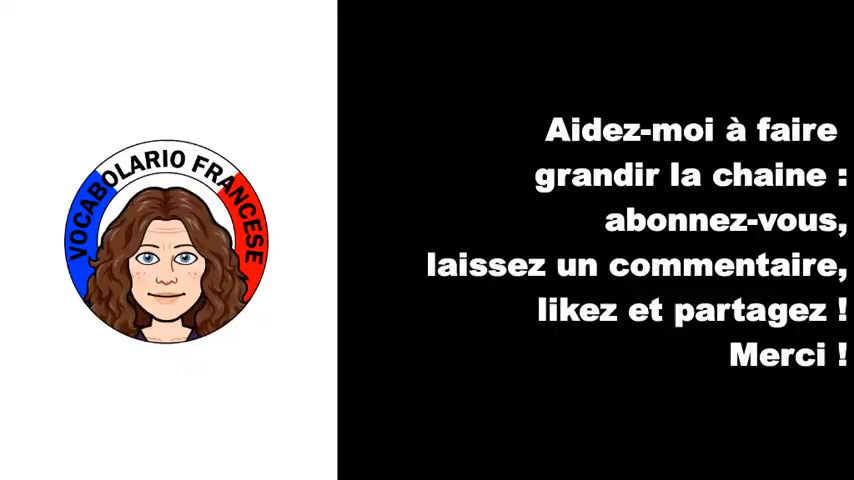 VOCABOLARIO FRANCESE
Aidez-moi à faire
grandir la chaine :
abonnez-vous,
laissez un commentaire,
likez et partagez !
Merci !